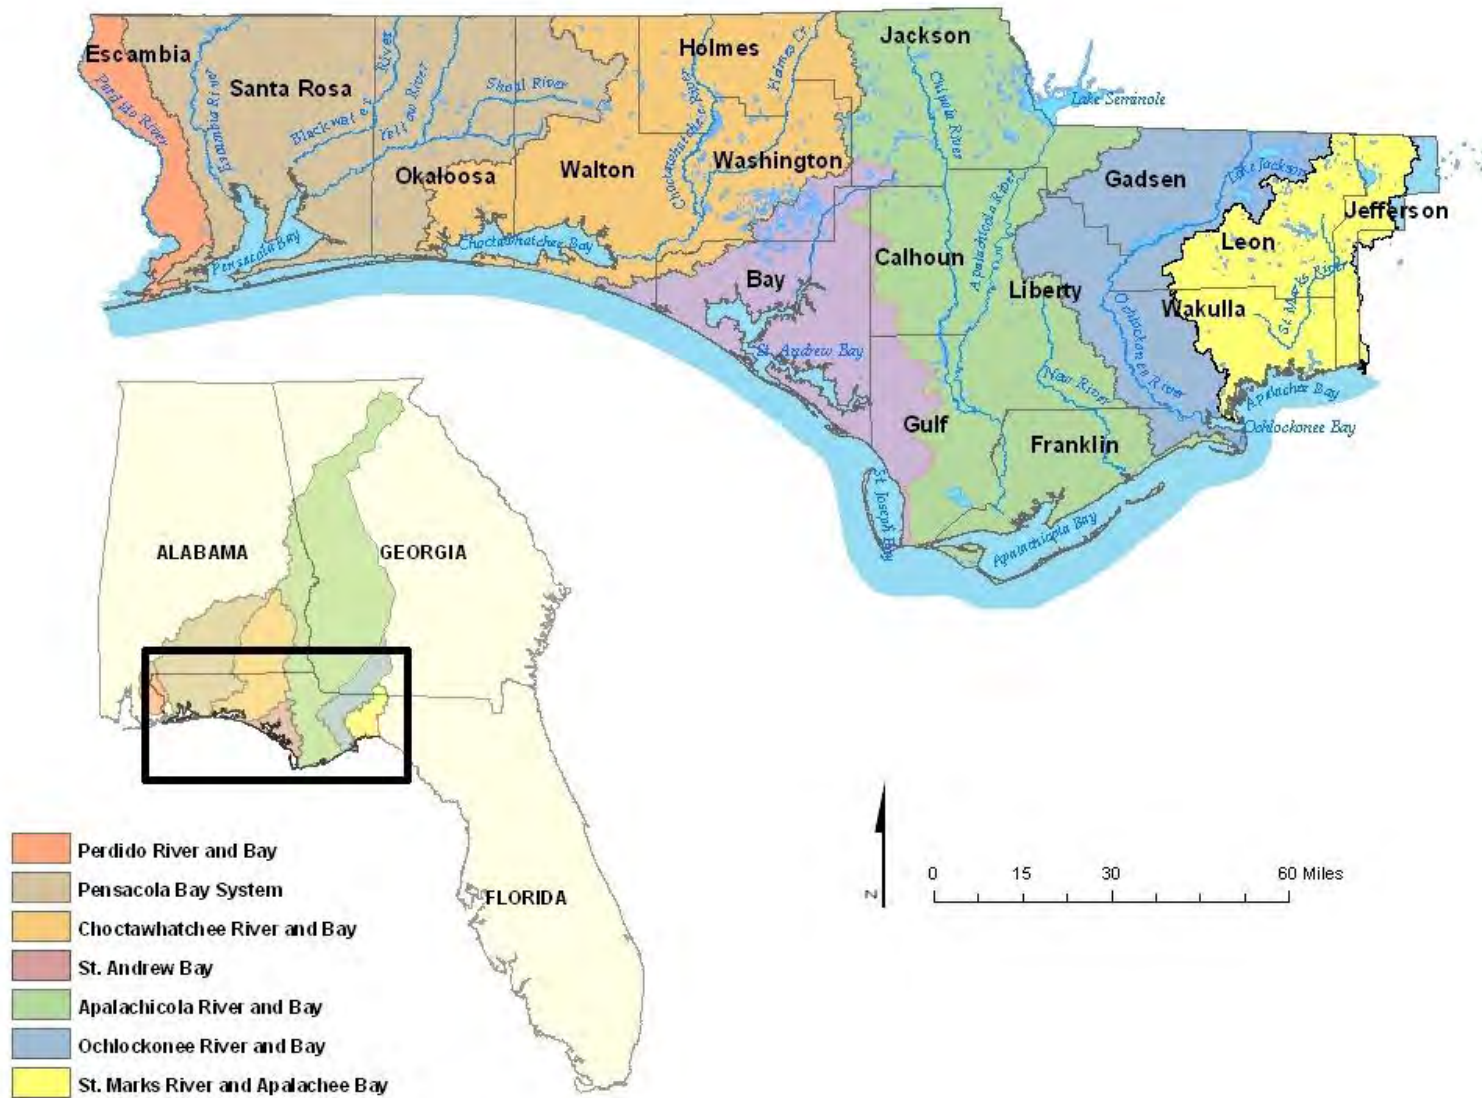 Escambia
Santa Rosa
Okaloosa
Walton
Holmes
Washington
Jackson
Bay
Calhoun
Gulf
Liberty
Franklin
Gadsen
Leon
Wakulla
Jefferson
Perdido River
Escambia River
Blackwater River
Yellow River
Shoal River
Choctawhatchee River
Holmes Cr.
Chipola River
Apalachicola River
New River
Ochlockonee River
St. Marks River
Lake Seminole
Lake Jackson
Pensacola Bay
Choctawhatchee Bay
St. Andrew Bay
St Joseph Bay
Apalachicola Bay
Apalachee Bay
Ochlockonee Bay
ALABAMA
GEORGIA
FLORIDA
Perdido River and Bay
Pensacola Bay System
Choctawhatchee River and Bay
St. Andrew Bay
Apalachicola River and Bay
Ochlockonee River and Bay
St. Marks River and Apalachee Bay
N
0 15 30 60 Miles